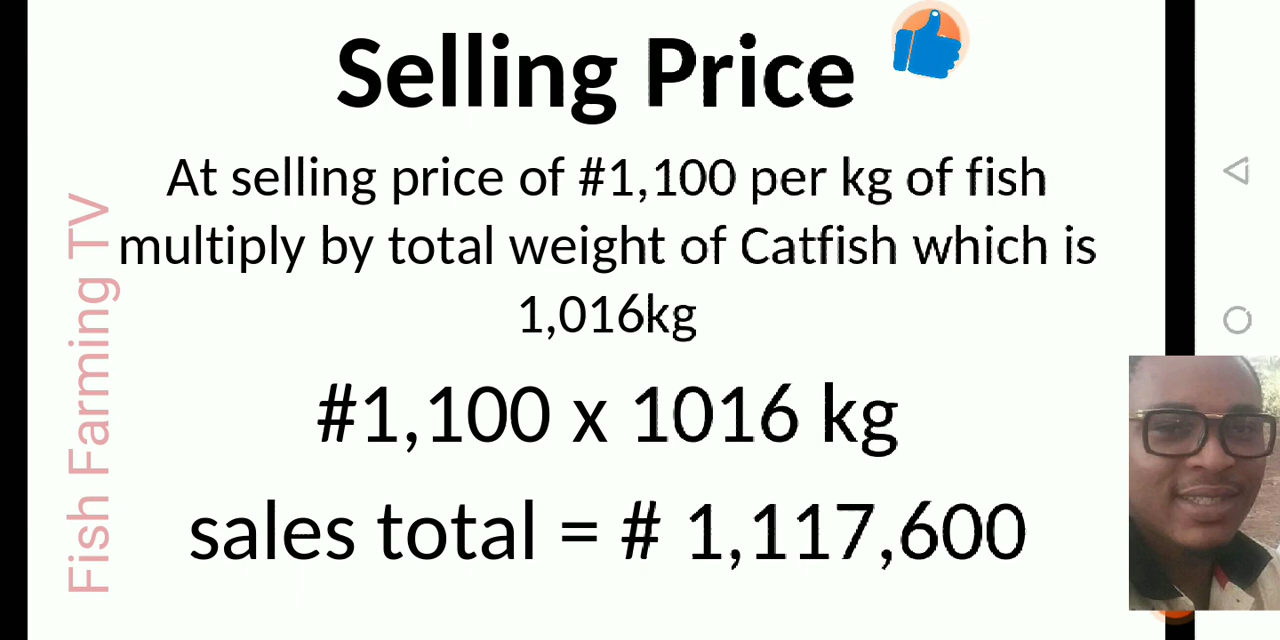 Selling Price
At selling price of #1,100 per kg of fish
multiply by total weight of Catfish which is
1,016kg
#1,100 x 1016 kg
sales total = # 1,117,600
Fish Farming TV